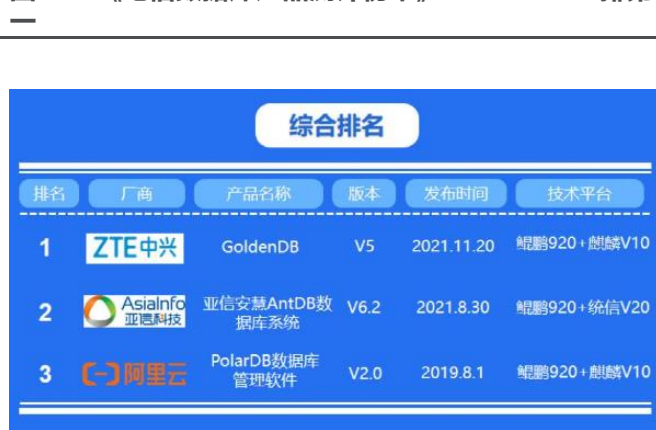 一
综合排名
排名 厂商 产品名称 版本 发布时间 技术平台
1 ZTE中兴 GoldenDB V5 2021.11.20 鲲鹏920+麒麟V10
2 AsiaInfo 亚信科技 亚信安慧AntDB数据库系统 V6.2 2021.8.30 鲲鹏920+统信V20
3 阿里云 PolarDB数据库管理软件 V2.0 2019.8.1 鲲鹏920+麒麟V10